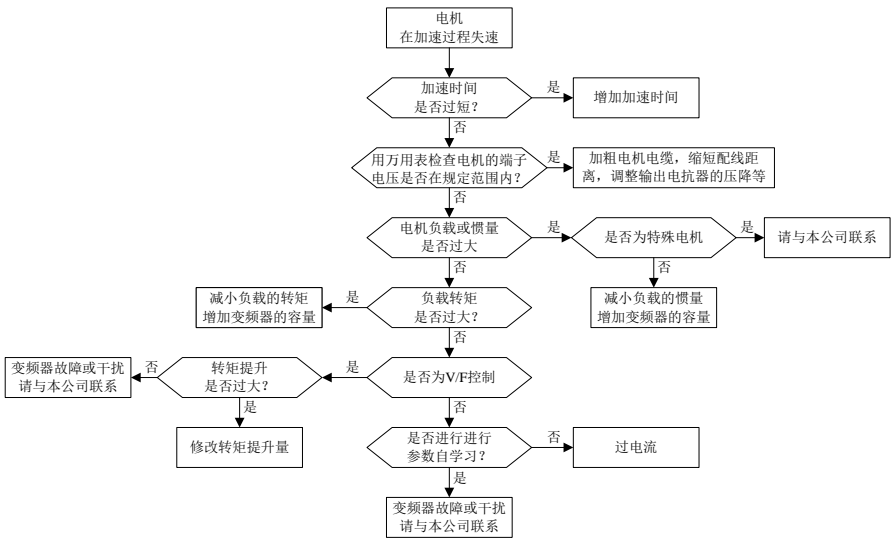 电机
在加速过程失速
加速时间
是否过短？
是
增加加速时间
否
用万用表检查电机的端子
电压是否在规定范围内？
是
加粗电机电缆，缩短配线距
离，调整输出电抗器的压降等
否
电机负载或惯量
是否过大
是
是否为特殊电机
是
请与本公司联系
否
否
减小负载的转矩
增加变频器的容量
是
负载转矩
是否过大？
减小负载的惯量
增加变频器的容量
否
变频器故障或干扰
请与本公司联系
否
转矩提升
是否过大？
是
是否为V/F控制
是
否
修改转矩提升量
是否进行进行
参数自学习？
否
过电流
是
变频器故障或干扰
请与本公司联系